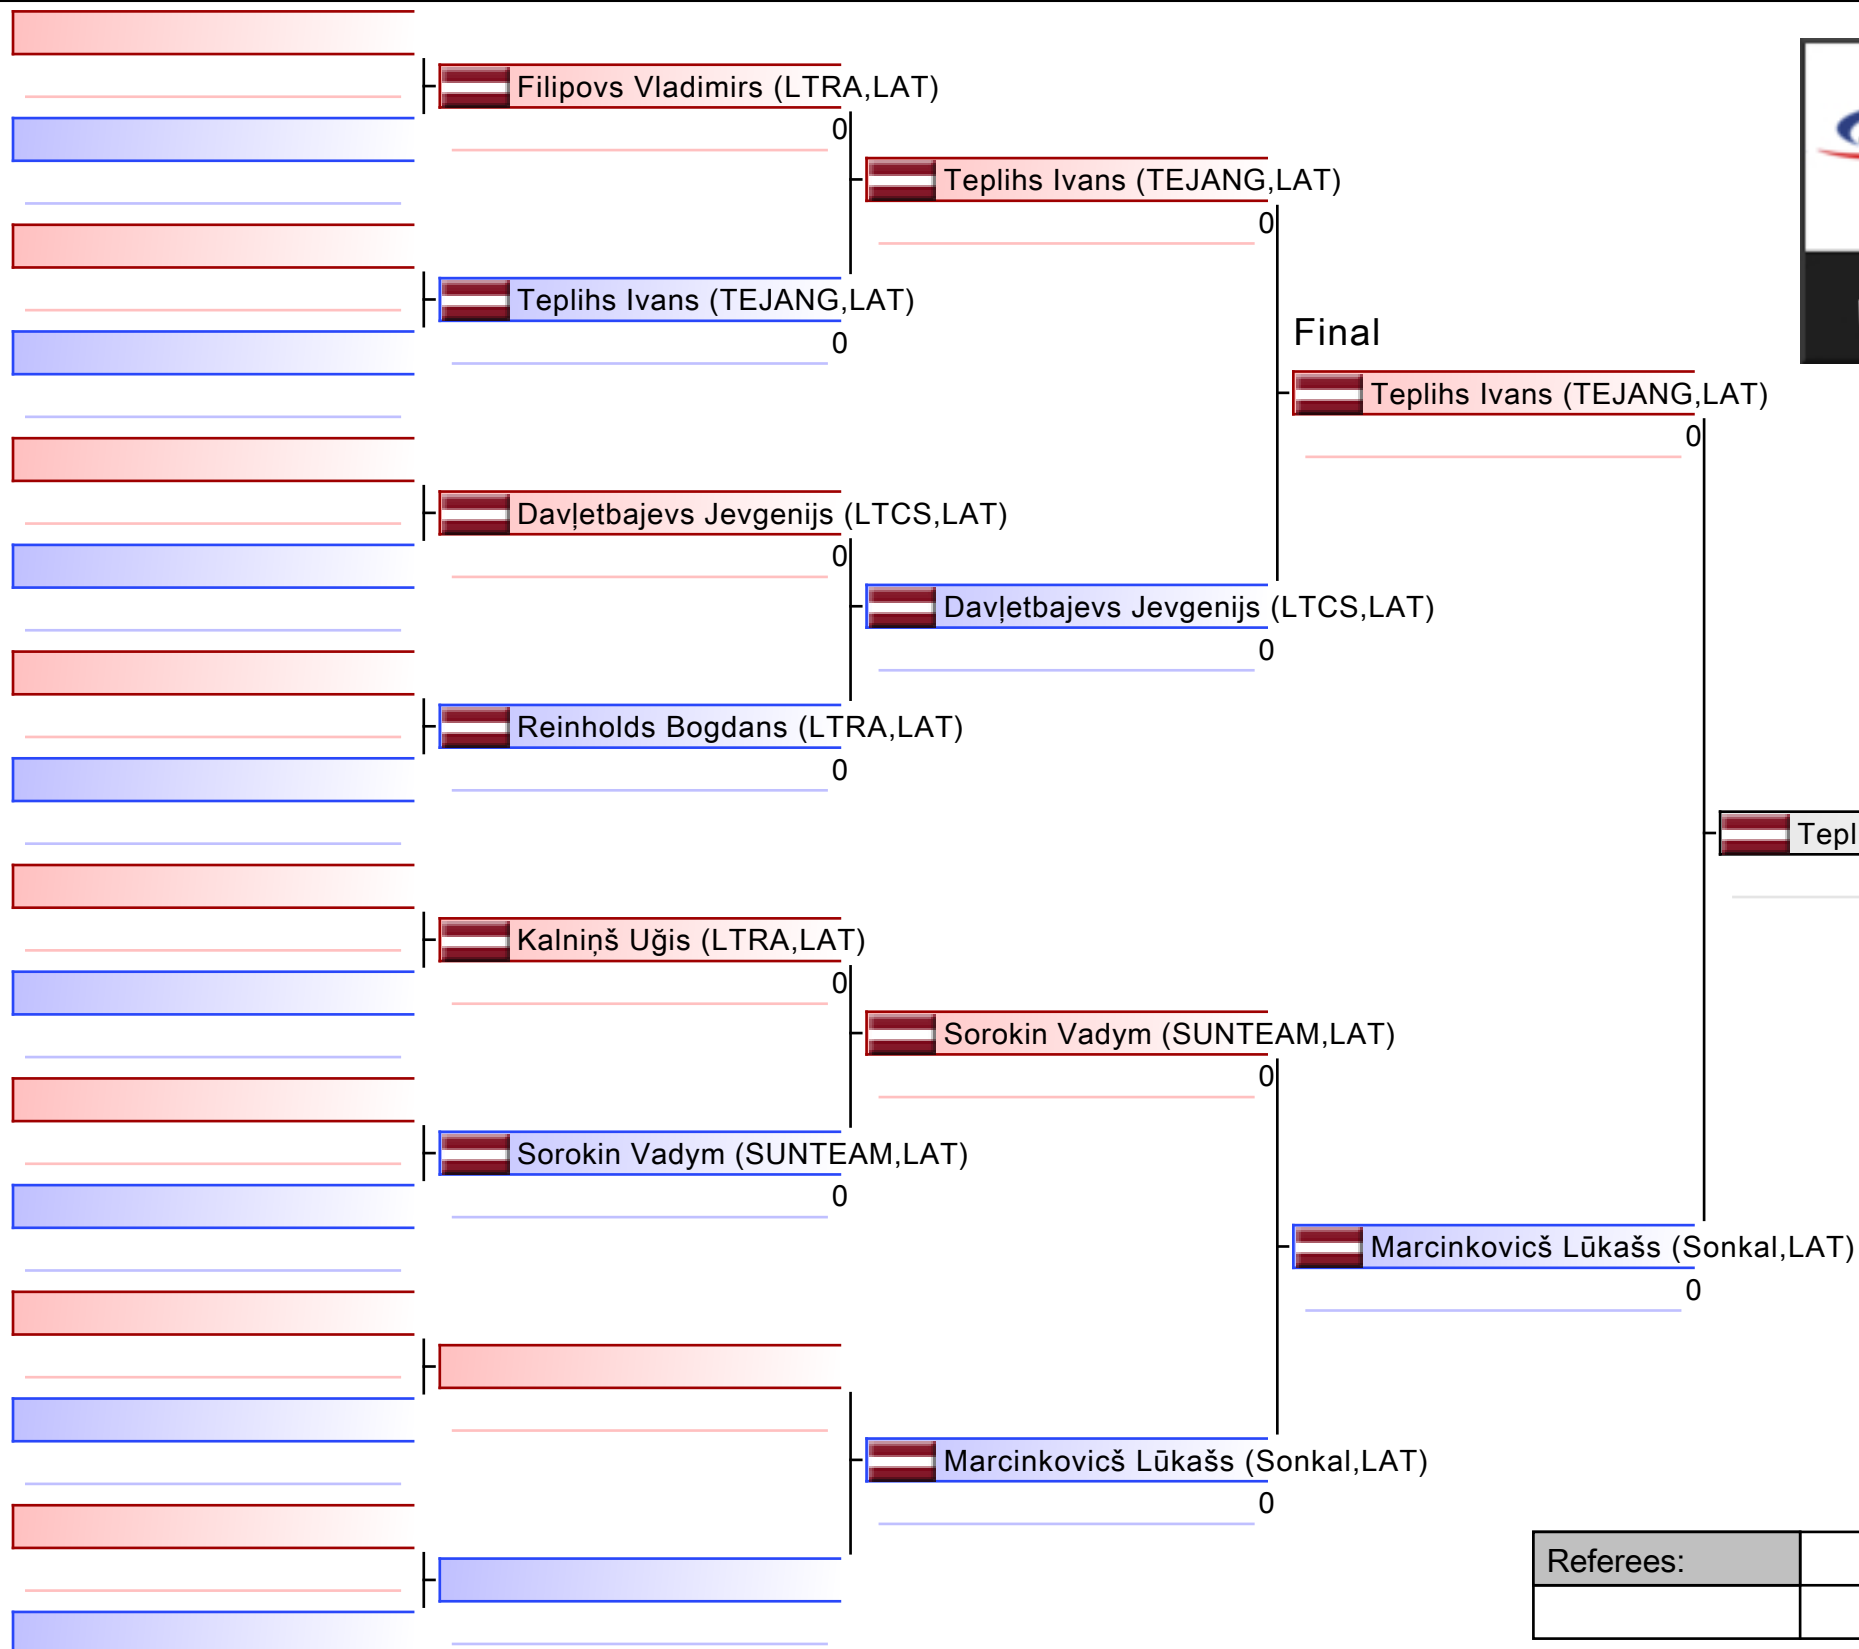 Filipovs Vladimirs (LTRA,LAT)
0
Teplihs Ivans (TEJANG,LAT)
0
Teplihs Ivans (TEJANG,LAT)
0
Final
Teplihs Ivans (TEJANG,LAT)
0
Davļetbajevs Jevgenijs (LTCS,LAT)
0
Davļetbajevs Jevgenijs (LTCS,LAT)
0
Reinholds Bogdans (LTRA,LAT)
0
Tepl
Kalniņš Uğis (LTRA,LAT)
0
Sorokin Vadym (SUNTEAM,LAT)
0
Sorokin Vadym (SUNTEAM,LAT)
0
Marcinkovicš Lūkašs (Sonkal,LAT)
0
Marcinkovicš Lūkašs (Sonkal,LAT)
0
Referees: